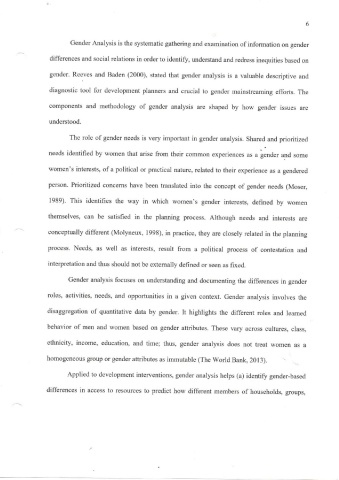 6
Gender Analysis is the systematic gathering and examination of information on gender
differences and social relations in order to identify, understand and redress inequities based on
gender. Reeves and Baden (2000), stated that gender analysis is a valuable descriptive and
diagnostic tool for development planners and crucial to gender mainstreaming efforts. The
components and methodology of gender analysis are shaped by how gender issues are
understood.
The role of gender needs is very important in gender analysis. Shared and prioritized
needs identified by women that arise from their common experiences as a gender and some
women's interests, of a political or practical nature, related to their experience as a gendered
person. Prioritized concerns have been translated into the concept of gender needs (Moser,
1989). This identifies the way in which women's gender interests, defined by women
themselves, can be satisfied in the planning process. Although needs and interests are
conceptually different (Molyneux, 1998), in practice, they are closely related in the planning
process. Needs, as well as interests, result from a political process of contestation and
interpretation and thus should not be externally defined or seen as fixed.
Gender analysis focuses on understanding and documenting the differences in gender
roles, activities, needs, and opportunities in a given context. Gender analysis involves the
disaggregation of quantitative data by gender. It highlights the different roles and learned
behavior of men and women based on gender attributes. These vary across cultures, class,
ethnicity, income, education, and time; thus, gender analysis does not treat women as a
homogeneous group or gender attributes as immutable (The World Bank, 2013).
Applied to development interventions, gender analysis helps (a) identify gender-based
differences in access to resources to predict how different members of households, groups,